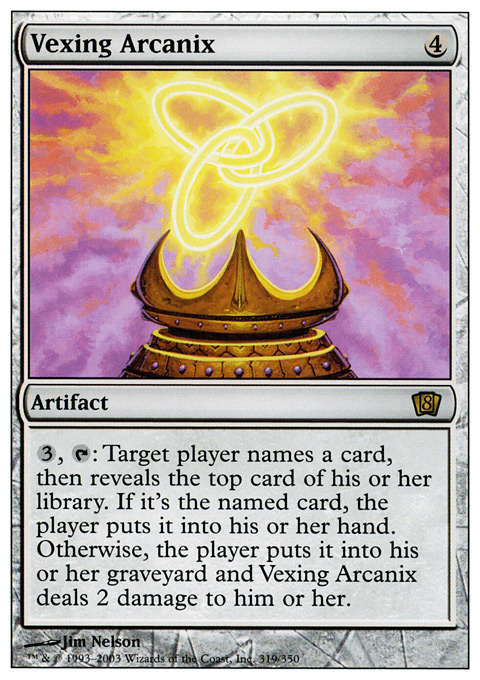 Vexing Arcanix 4
Artifact 8
3, : Target player names a card,
then reveals the top card of his or her
library. If it's the named card, the
player puts it into his or her hand.
Otherwise, the player puts it into his
or her graveyard and Vexing Arcanix
deals 2 damage to him or her.
Jim Nelson
™ & © 1993–2003 Wizards of the Coast, Inc. 319/350